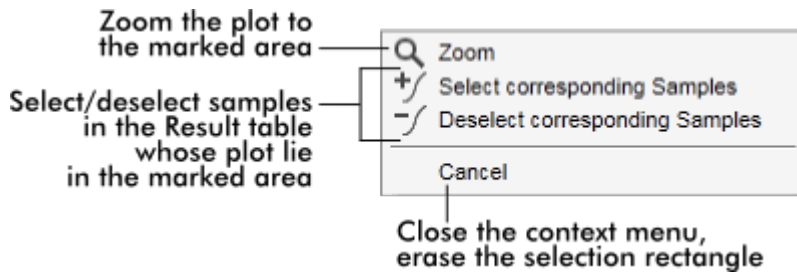 Zoom the plot to
the marked area
Zoom
Select corresponding Samples
Deselect corresponding Samples
Select/deselect samples
in the Result table
whose plot lie
in the marked area
Cancel
Close the context menu,
erase the selection rectangle